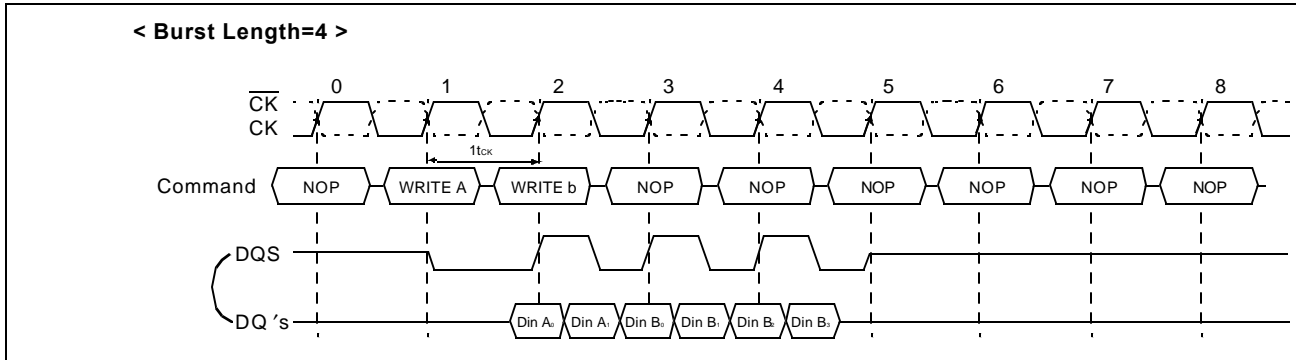 < Burst Length=4 >
0 1 2 3 4 5 6 7 8
CK
CK
1tCK
Command NOP WRITE A WRITE b NOP NOP NOP NOP NOP NOP
DQS
DQ's Din A0 Din A1 Din B0 Din B1 Din B2 Din B3